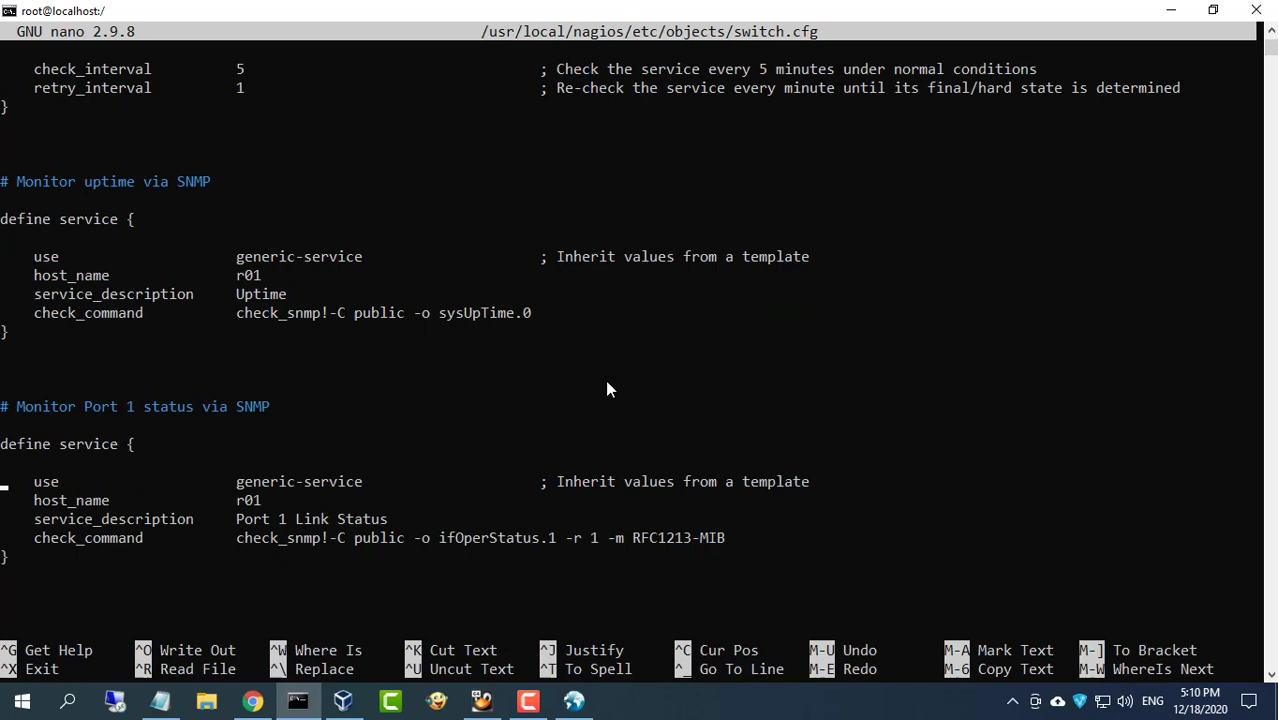 root@localhost:/
GNU nano 2.9.8 /usr/local/nagios/etc/objects/switch.cfg
check_interval 5 ; Check the service every 5 minutes under normal conditions
retry_interval 1 ; Re-check the service every minute until its final/hard state is determined
}
# Monitor uptime via SNMP
define service {
use generic-service ; Inherit values from a template
host_name r01
service_description Uptime
check_command check_snmp!-C public -o sysUpTime.0
}
# Monitor Port 1 status via SNMP
define service {
use generic-service ; Inherit values from a template
host_name r01
service_description Port 1 Link Status
check_command check_snmp!-C public -o ifOperStatus.1 -r 1 -m RFC1213-MIB
}
^G Get Help ^O Write Out ^W Where Is ^K Cut Text ^J Justify ^C Cur Pos M-U Undo M-A Mark Text M-] To Bracket
^X Exit ^R Read File ^\ Replace ^U Uncut Text ^T To Spell ^_ Go To Line M-E Redo M-6 Copy Text M-W WhereIs Next
ENG
5:10 PM
12/18/2020